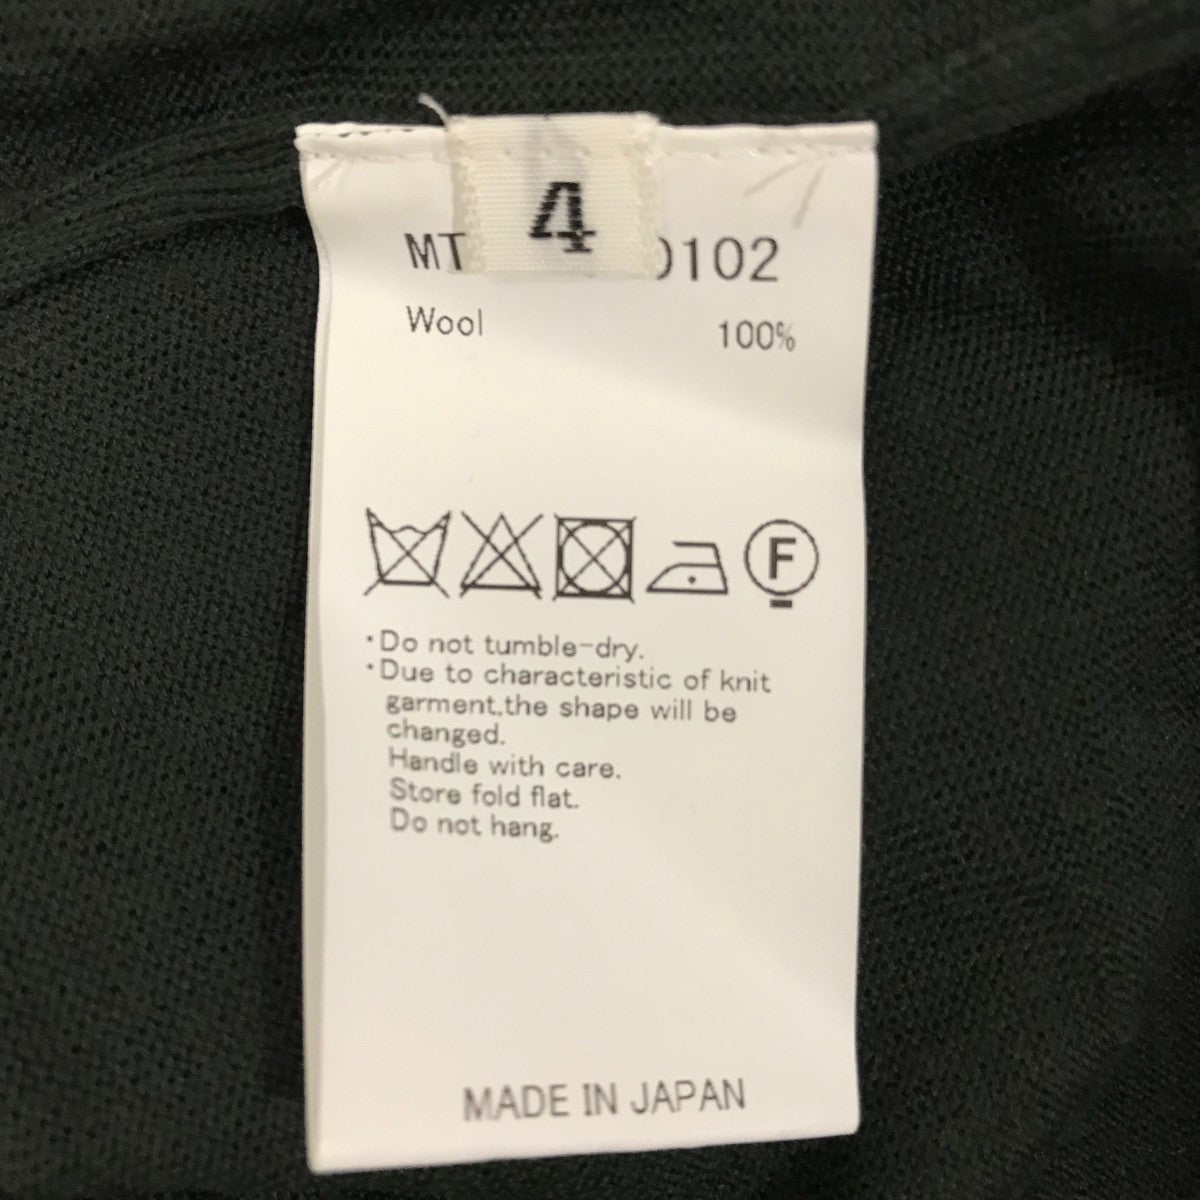 4
MT 0102
Wool 100%
F
・Do not tumble-dry.
・Due to characteristic of knit
garment.the shape will be
changed.
Handle with care.
Store fold flat.
Do not hang.
MADE IN JAPAN